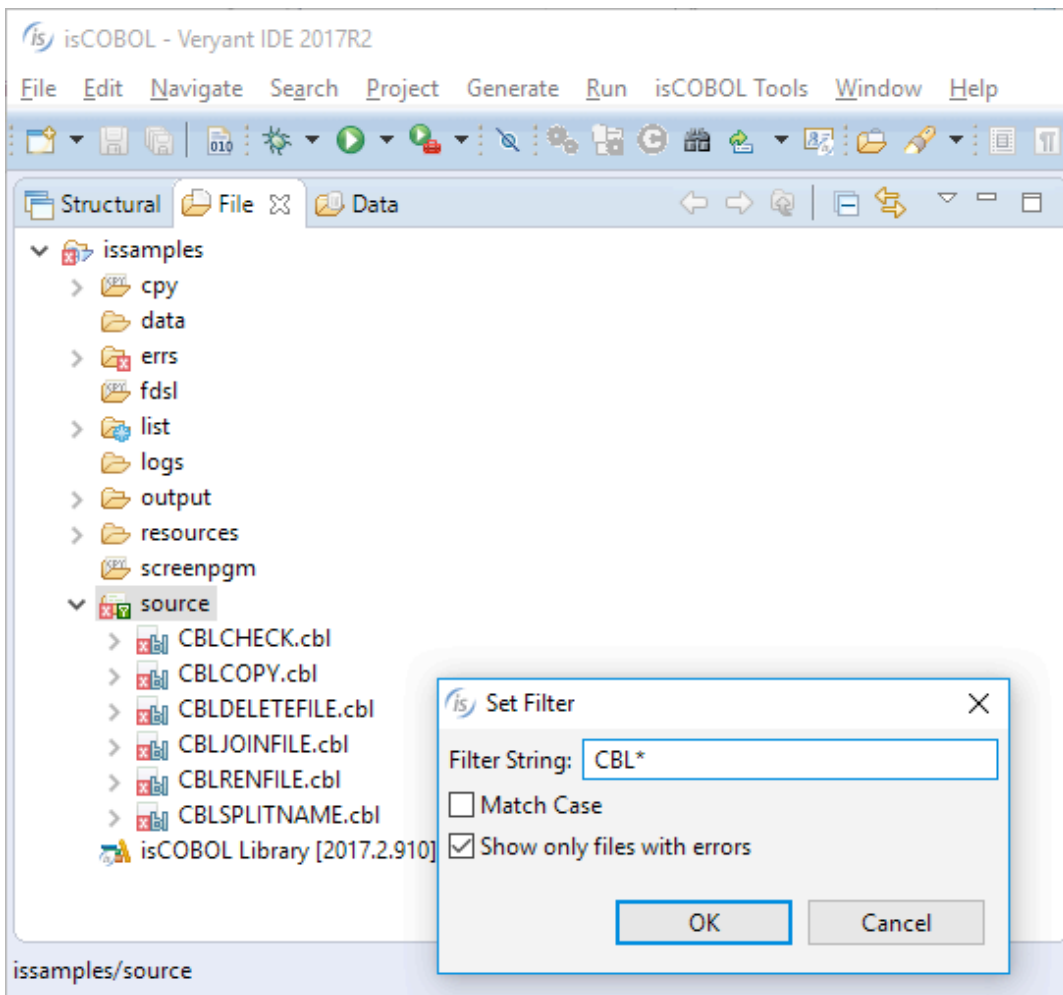 is isCOBOL - Veryant IDE 2017R2
File Edit Navigate Search Project Generate Run isCOBOL Tools Window Help
010
Structural File Data
issamples
cpy
data
errs
fdsl
list
logs
output
resources
screenpgm
source
CBLCHECK.cbl
CBLCOPY.cbl
CBLDELETEFILE.cbl
CBLJOINFILE.cbl
CBLRENFILE.cbl
CBLSPLITNAME.cbl
isCOBOL Library [2017.2.910]
is Set Filter
Filter String: CBL*
Match Case
Show only files with errors
OK Cancel
issamples/source